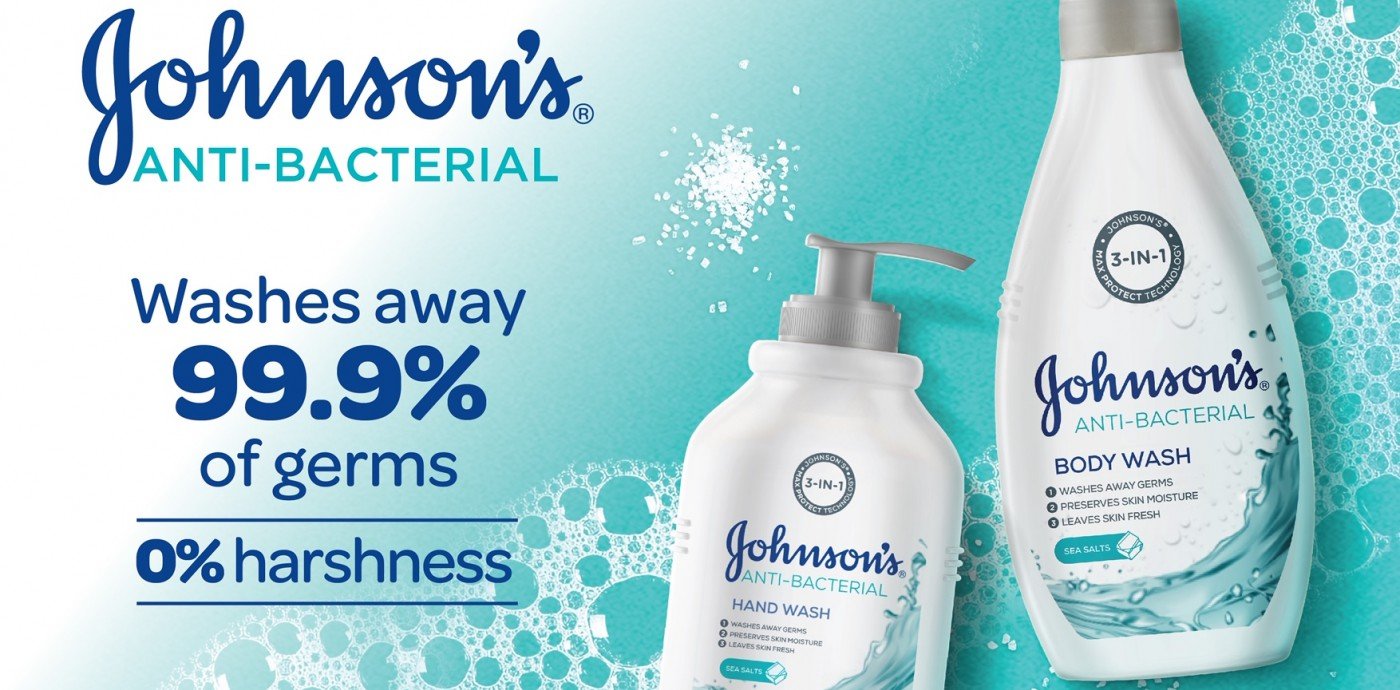 Johnson's®
ANTI-BACTERIAL
Washes away
99.9%
of germs
0% harshness
JOHNSON'S®
3-IN-1
MAX PROTECT TECHNOLOGY
Johnson's®
ANTI-BACTERIAL
HAND WASH
1 WASHES AWAY GERMS
2 PRESERVES SKIN MOISTURE
3 LEAVES SKIN FRESH
SEA SALTS
JOHNSON'S®
3-IN-1
MAX PROTECT TECHNOLOGY
Johnson's®
ANTI-BACTERIAL
BODY WASH
1 WASHES AWAY GERMS
2 PRESERVES SKIN MOISTURE
3 LEAVES SKIN FRESH
SEA SALTS